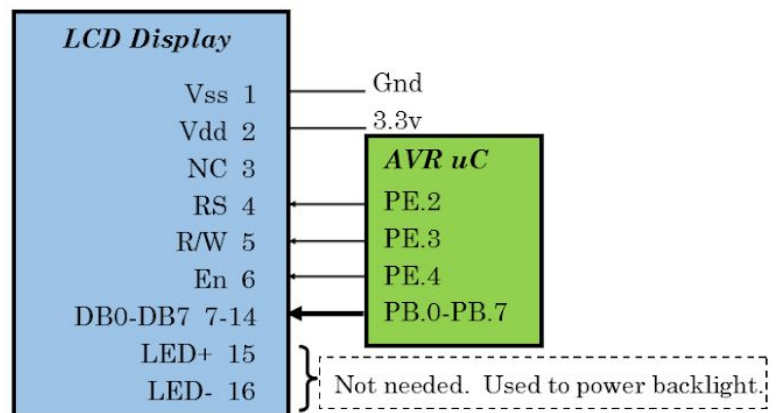 LCD Display
Vss 1
Gnd
Vdd 2
3.3v
NC 3
AVR uC
RS 4
PE.2
R/W 5
PE.3
En 6
PE.4
DB0-DB7 7-14
PB.0-PB.7
LED+ 15
LED- 16
Not needed. Used to power backlight.